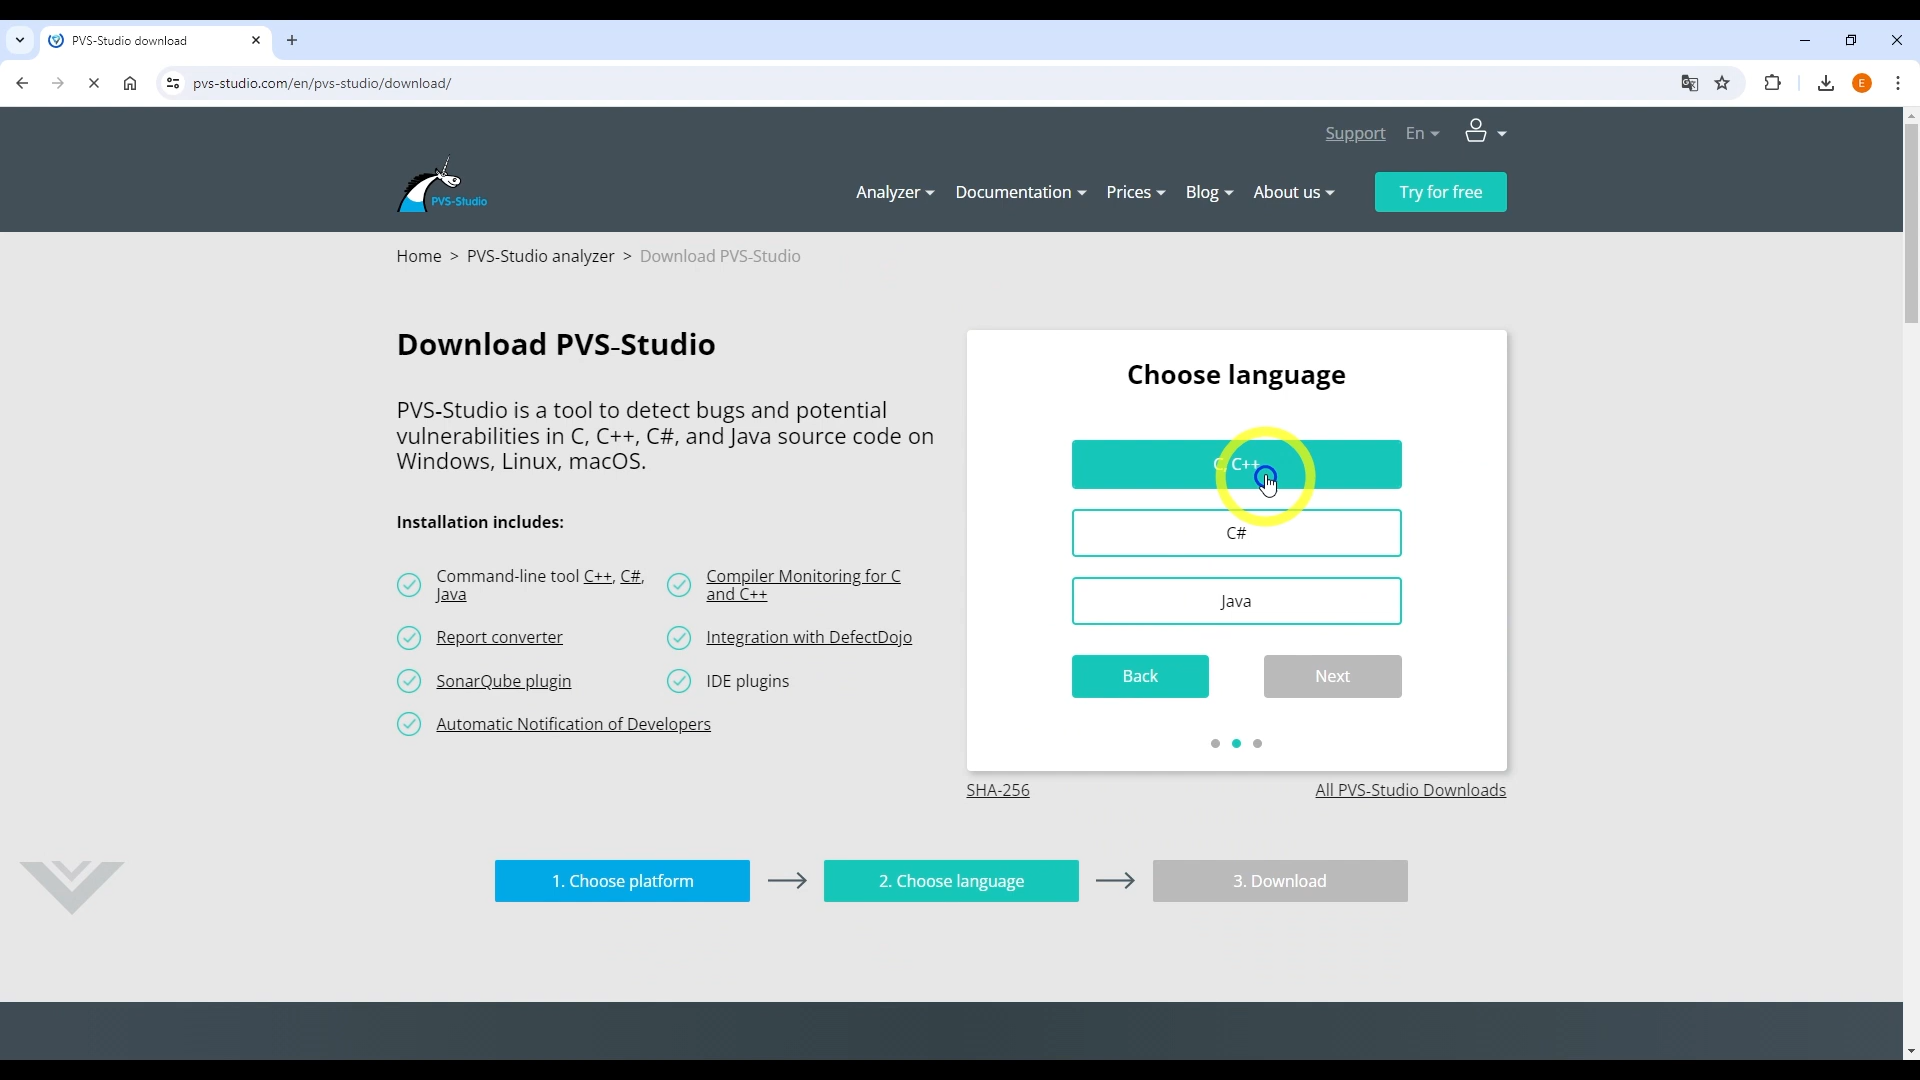 PVS-Studio download
pvs-studio.com/en/pvs-studio/download/
E
Support
En
PVS-Studio
Analyzer
Documentation
Prices
Blog
About us
Try for free
Home > PVS-Studio analyzer > Download PVS-Studio
Download PVS-Studio
PVS-Studio is a tool to detect bugs and potential
vulnerabilities in C, C++, C#, and Java source code on
Windows, Linux, macOS.
Installation includes:
Command-line tool C++, C#,
Java
Compiler Monitoring for C
and C++
Report converter
Integration with DefectDojo
SonarQube plugin
IDE plugins
Automatic Notification of Developers
Choose language
C, C++
C#
Java
Back
Next
SHA-256
All PVS-Studio Downloads
1. Choose platform
2. Choose language
3. Download